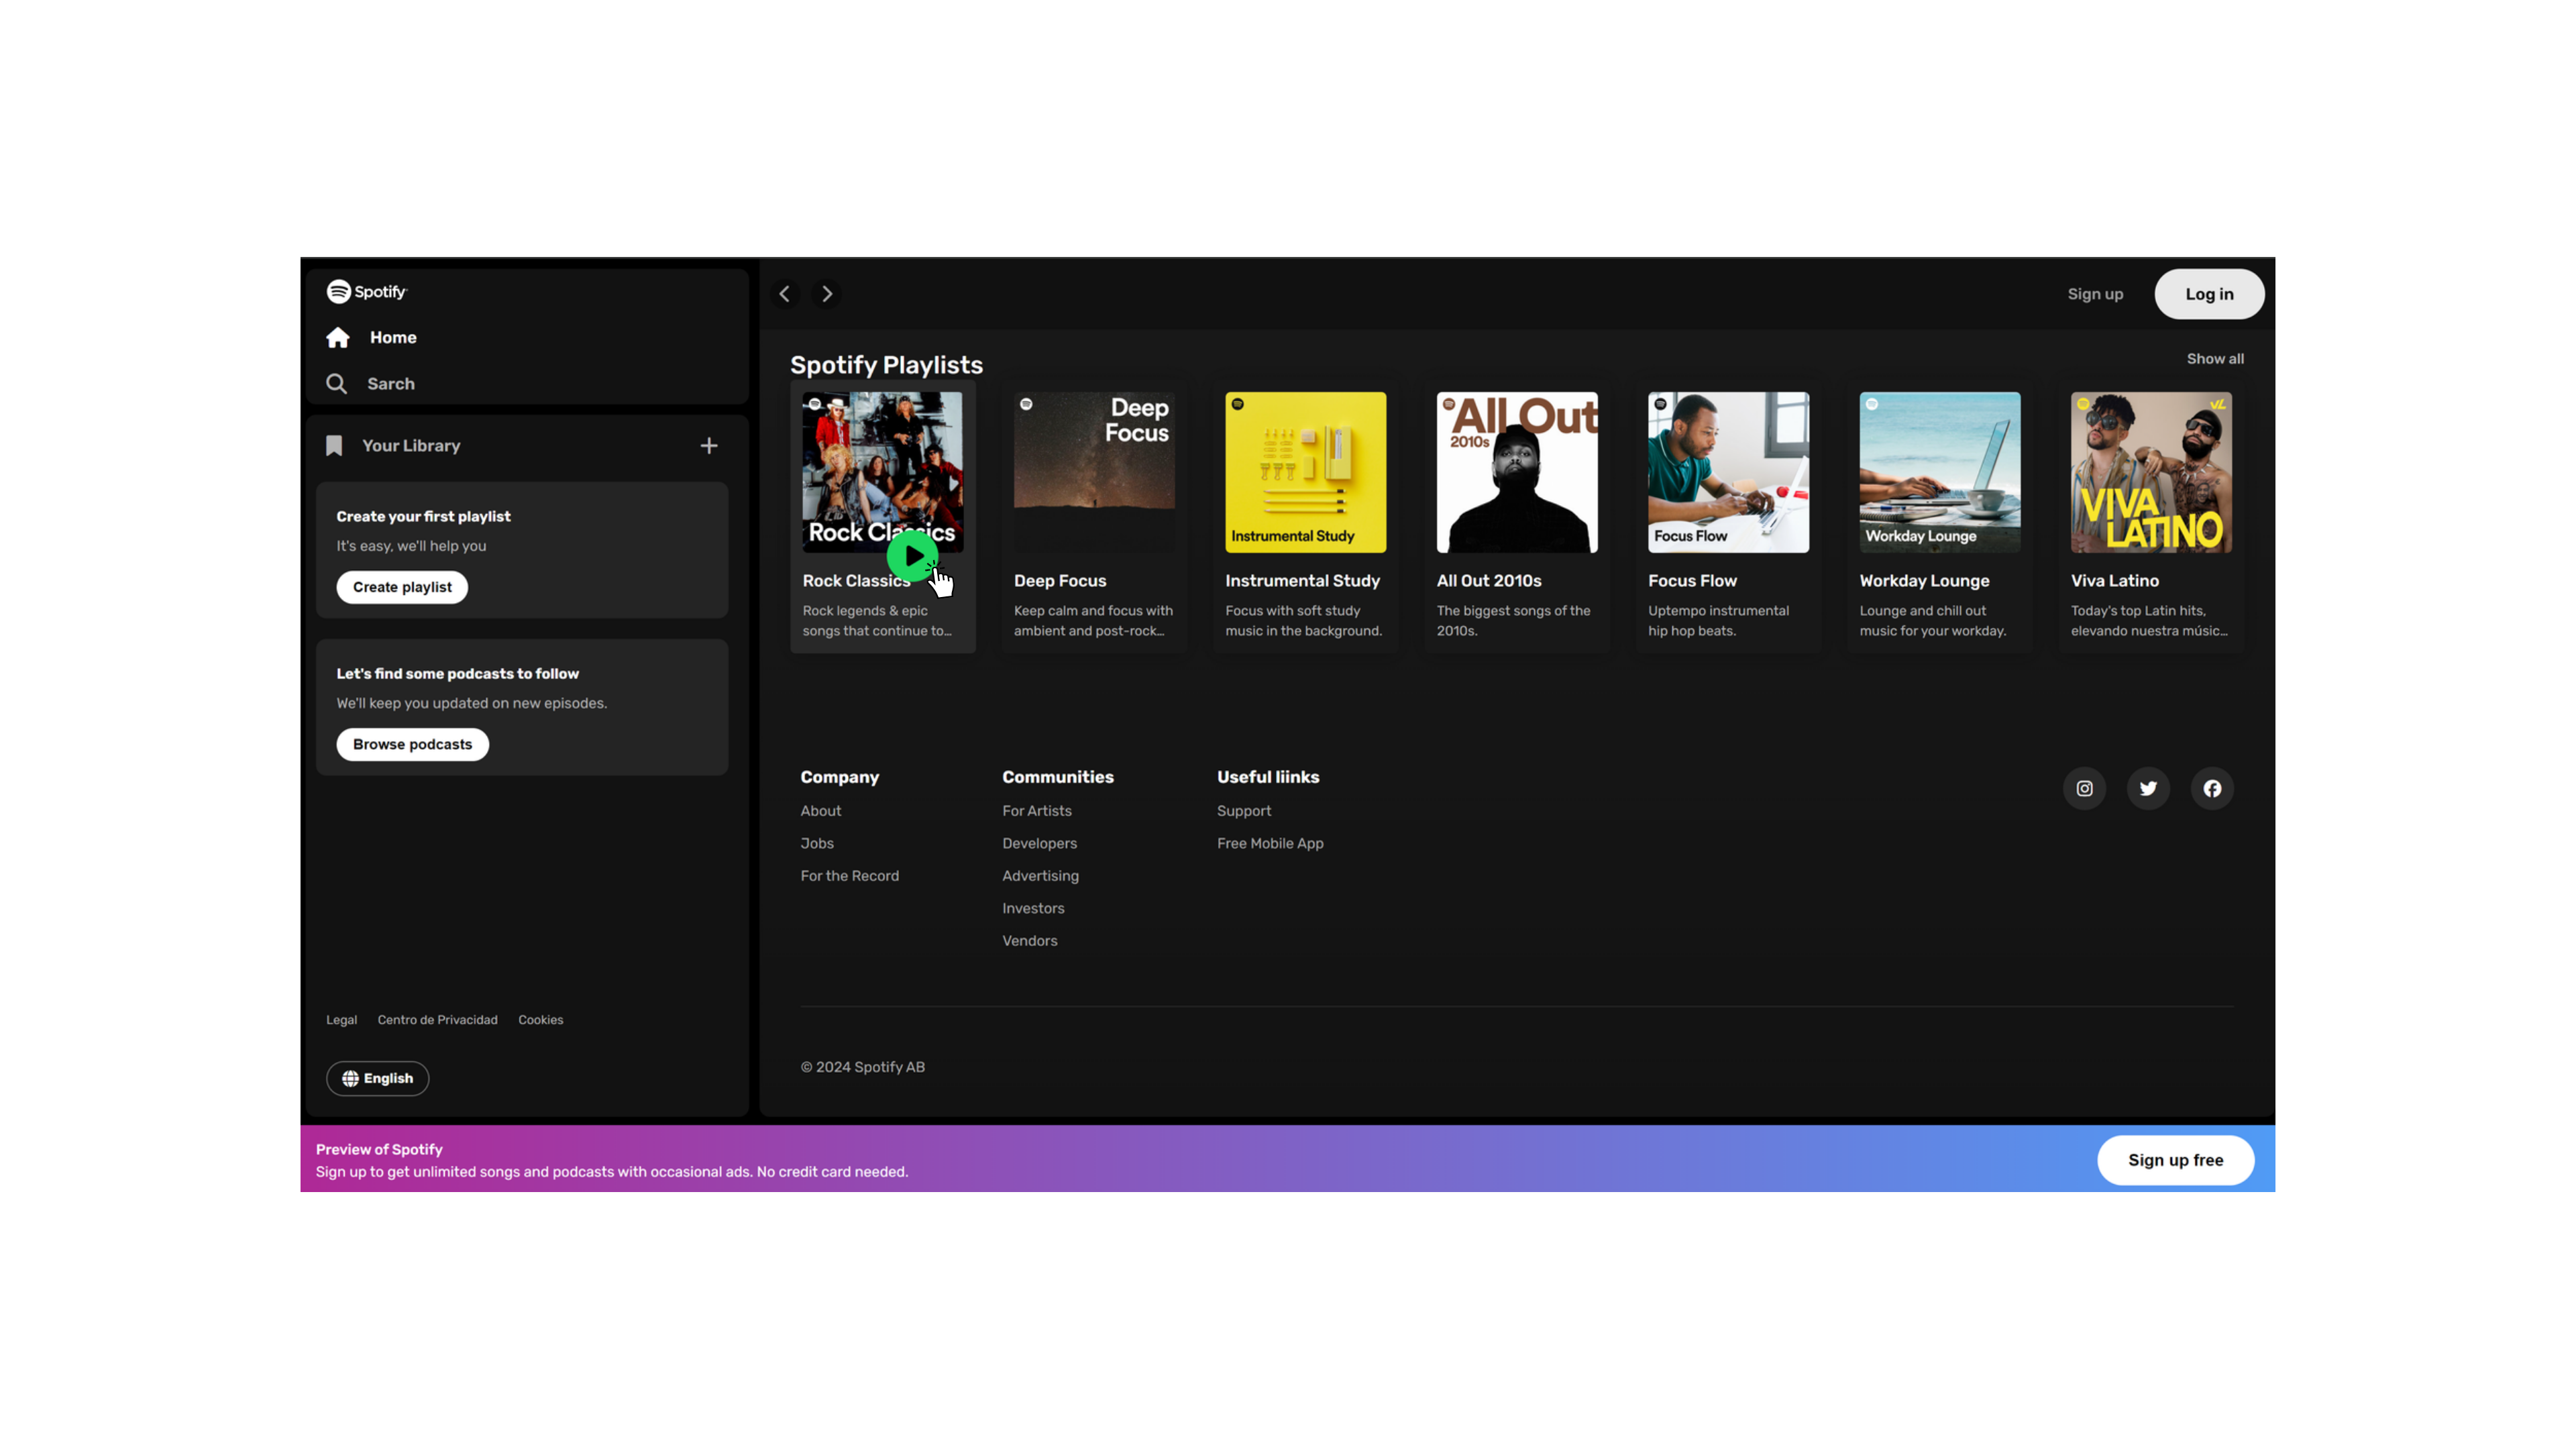 Spotify
Home
Sarch
Your Library
Create your first playlist
It's easy, we'll help you
Create playlist
Let's find some podcasts to follow
We'll keep you updated on new episodes.
Browse podcasts
Legal Centro de Privacidad Cookies
English
Sign up
Log in
Spotify Playlists
Show all
Rock Classics
Rock Classics
Rock legends & epic
songs that continue to...
Deep
Focus
Deep Focus
Keep calm and focus with
ambient and post-rock...
Instrumental Study
Instrumental Study
Focus with soft study
music in the background.
All Out
2010s
All Out 2010s
The biggest songs of the
2010s.
Focus Flow
Focus Flow
Uptempo instrumental
hip hop beats.
Workday Lounge
Workday Lounge
Lounge and chill out
music for your workday.
VL
VIVA
LATINO
Viva Latino
Today's top Latin hits,
elevando nuestra músic...
Company
About
Jobs
For the Record
Communities
For Artists
Developers
Advertising
Investors
Vendors
Useful liinks
Support
Free Mobile App
© 2024 Spotify AB
Preview of Spotify
Sign up to get unlimited songs and podcasts with occasional ads. No credit card needed.
Sign up free